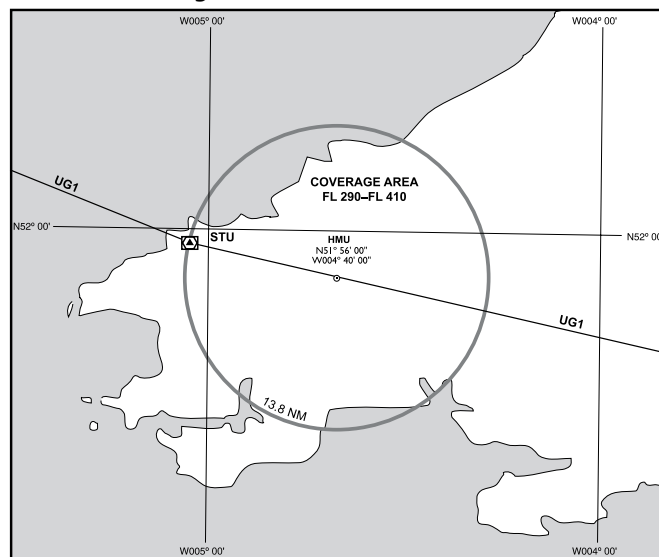 W005° 00'
W004° 00'
UG1
COVERAGE AREA
FL 290–FL 410
N52° 00'
STU
HMU
N51° 56' 00"
W004° 40' 00"
N52° 00'
UG1
13.8 NM
W005° 00'
W004° 00'